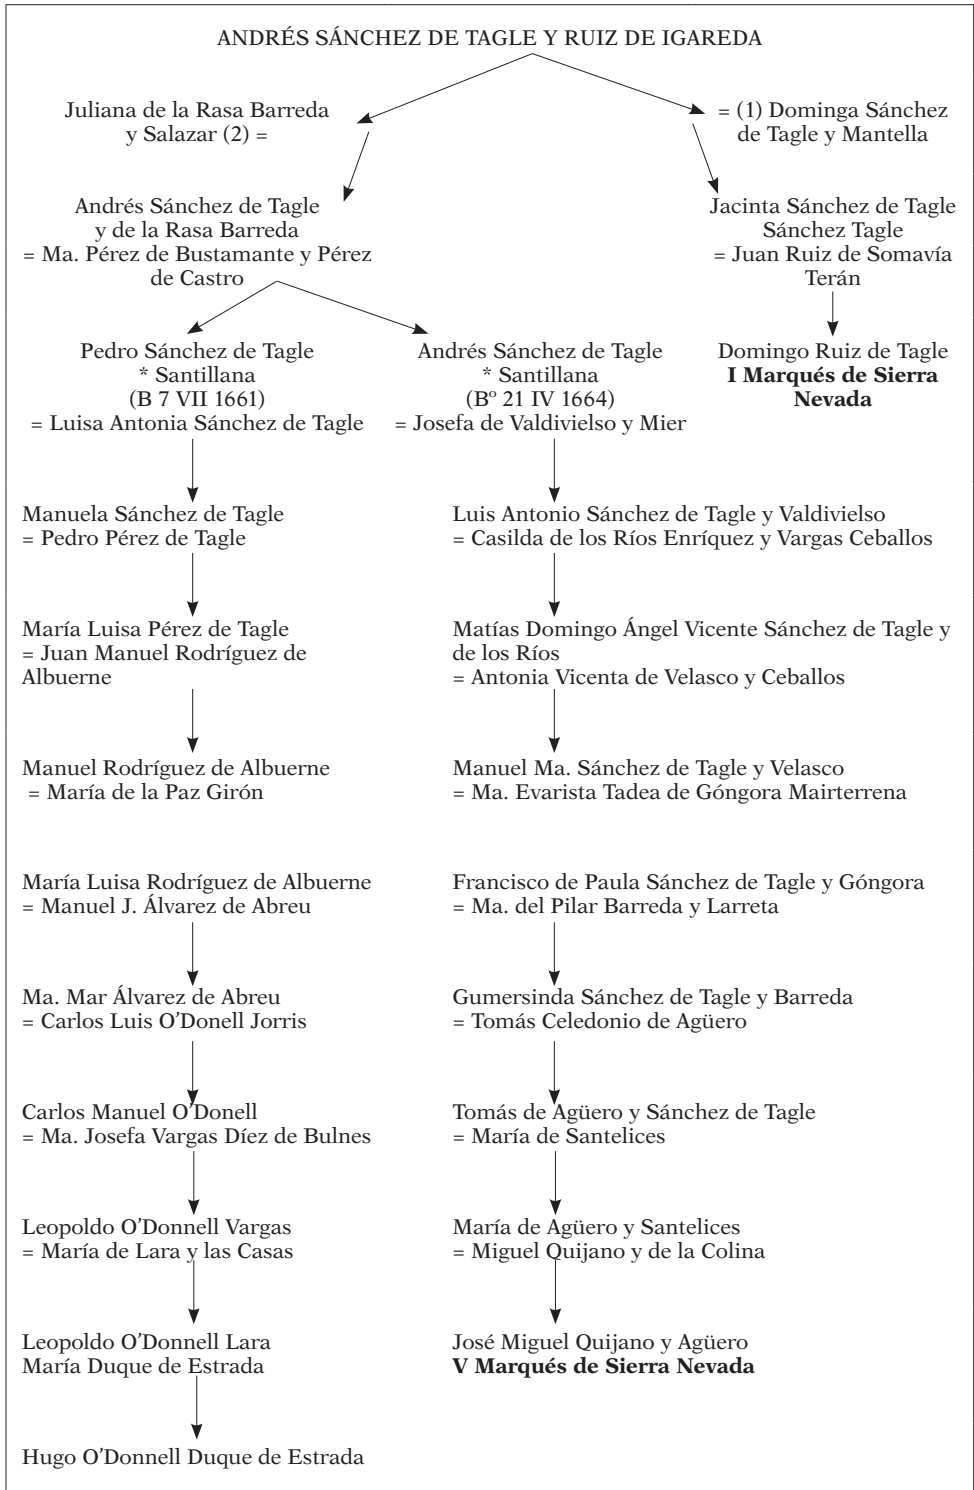 ANDRÉS SÁNCHEZ DE TAGLE Y RUIZ DE IGAREDA
Juliana de la Rasa Barreda
y Salazar (2) =
= (1) Dominga Sánchez
de Tagle y Mantella
Andrés Sánchez de Tagle
y de la Rasa Barreda
= Ma. Pérez de Bustamante y Pérez
de Castro
Jacinta Sánchez de Tagle
Sánchez Tagle
= Juan Ruiz de Somavía
Terán
Pedro Sánchez de Tagle
* Santillana
(B 7 VII 1661)
= Luisa Antonia Sánchez de Tagle
Andrés Sánchez de Tagle
* Santillana
(Bº 21 IV 1664)
= Josefa de Valdivielso y Mier
Domingo Ruiz de Tagle
I Marqués de Sierra
Nevada
Manuela Sánchez de Tagle
= Pedro Pérez de Tagle
Luis Antonio Sánchez de Tagle y Valdivielso
= Casilda de los Ríos Enríquez y Vargas Ceballos
María Luisa Pérez de Tagle
= Juan Manuel Rodríguez de
Albuerne
Matías Domingo Ángel Vicente Sánchez de Tagle y
de los Ríos
= Antonia Vicenta de Velasco y Ceballos
Manuel Rodríguez de Albuerne
= María de la Paz Girón
Manuel Ma. Sánchez de Tagle y Velasco
= Ma. Evarista Tadea de Góngora Mairterrena
María Luisa Rodríguez de Albuerne
= Manuel J. Álvarez de Abreu
Francisco de Paula Sánchez de Tagle y Góngora
= Ma. del Pilar Barreda y Larreta
Ma. Mar Álvarez de Abreu
= Carlos Luis O'Donell Jorris
Gumersinda Sánchez de Tagle y Barreda
= Tomás Celedonio de Agüero
Carlos Manuel O'Donell
= Ma. Josefa Vargas Díez de Bulnes
Tomás de Agüero y Sánchez de Tagle
= María de Santelices
Leopoldo O'Donnell Vargas
= María de Lara y las Casas
María de Agüero y Santelices
= Miguel Quijano y de la Colina
Leopoldo O'Donnell Lara
María Duque de Estrada
José Miguel Quijano y Agüero
V Marqués de Sierra Nevada
Hugo O'Donnell Duque de Estrada